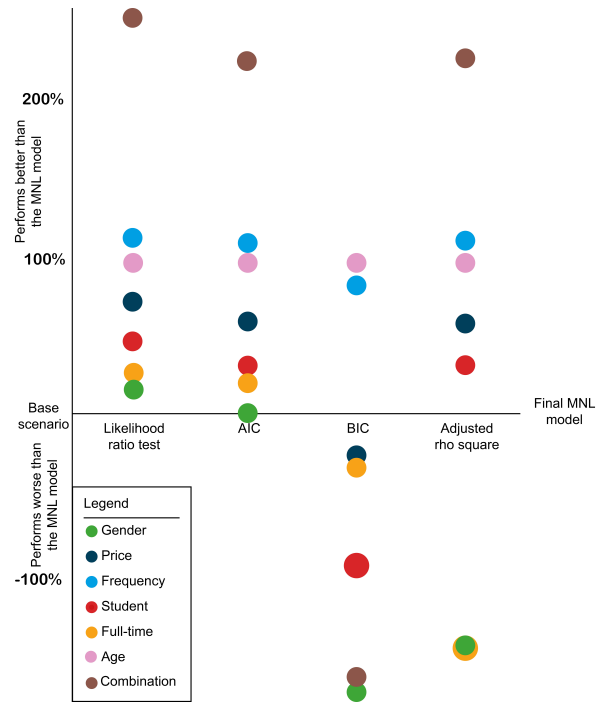 200%
Performs better than
the MNL model
100%
Base
scenario
Final MNL
model
Likelihood
ratio test
AIC
BIC
Adjusted
rho square
Performs worse than
the MNL model
-100%
Legend
Gender
Price
Frequency
Student
Full-time
Age
Combination